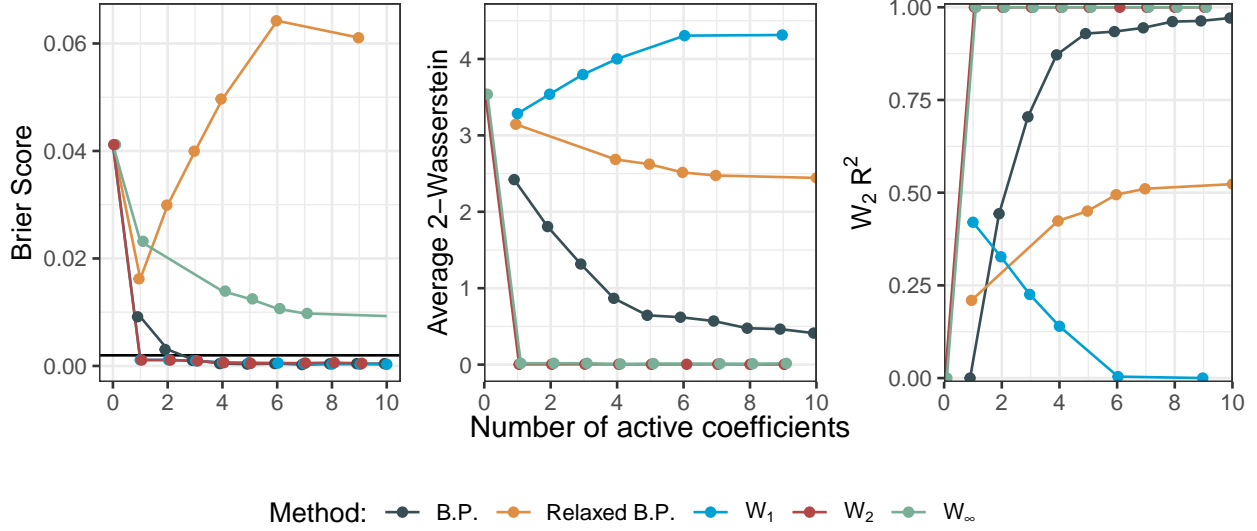 Brier Score
0.06
0.04
0.02
0.00
0 2 4 6 8 10
Average 2−Wasserstein
4
3
2
1
0
0 2 4 6 8 10
W₂ R²
1.00
0.75
0.50
0.25
0.00
0 2 4 6 8 10
Number of active coefficients
Method: B.P. Relaxed B.P. W₁ W₂ W∞